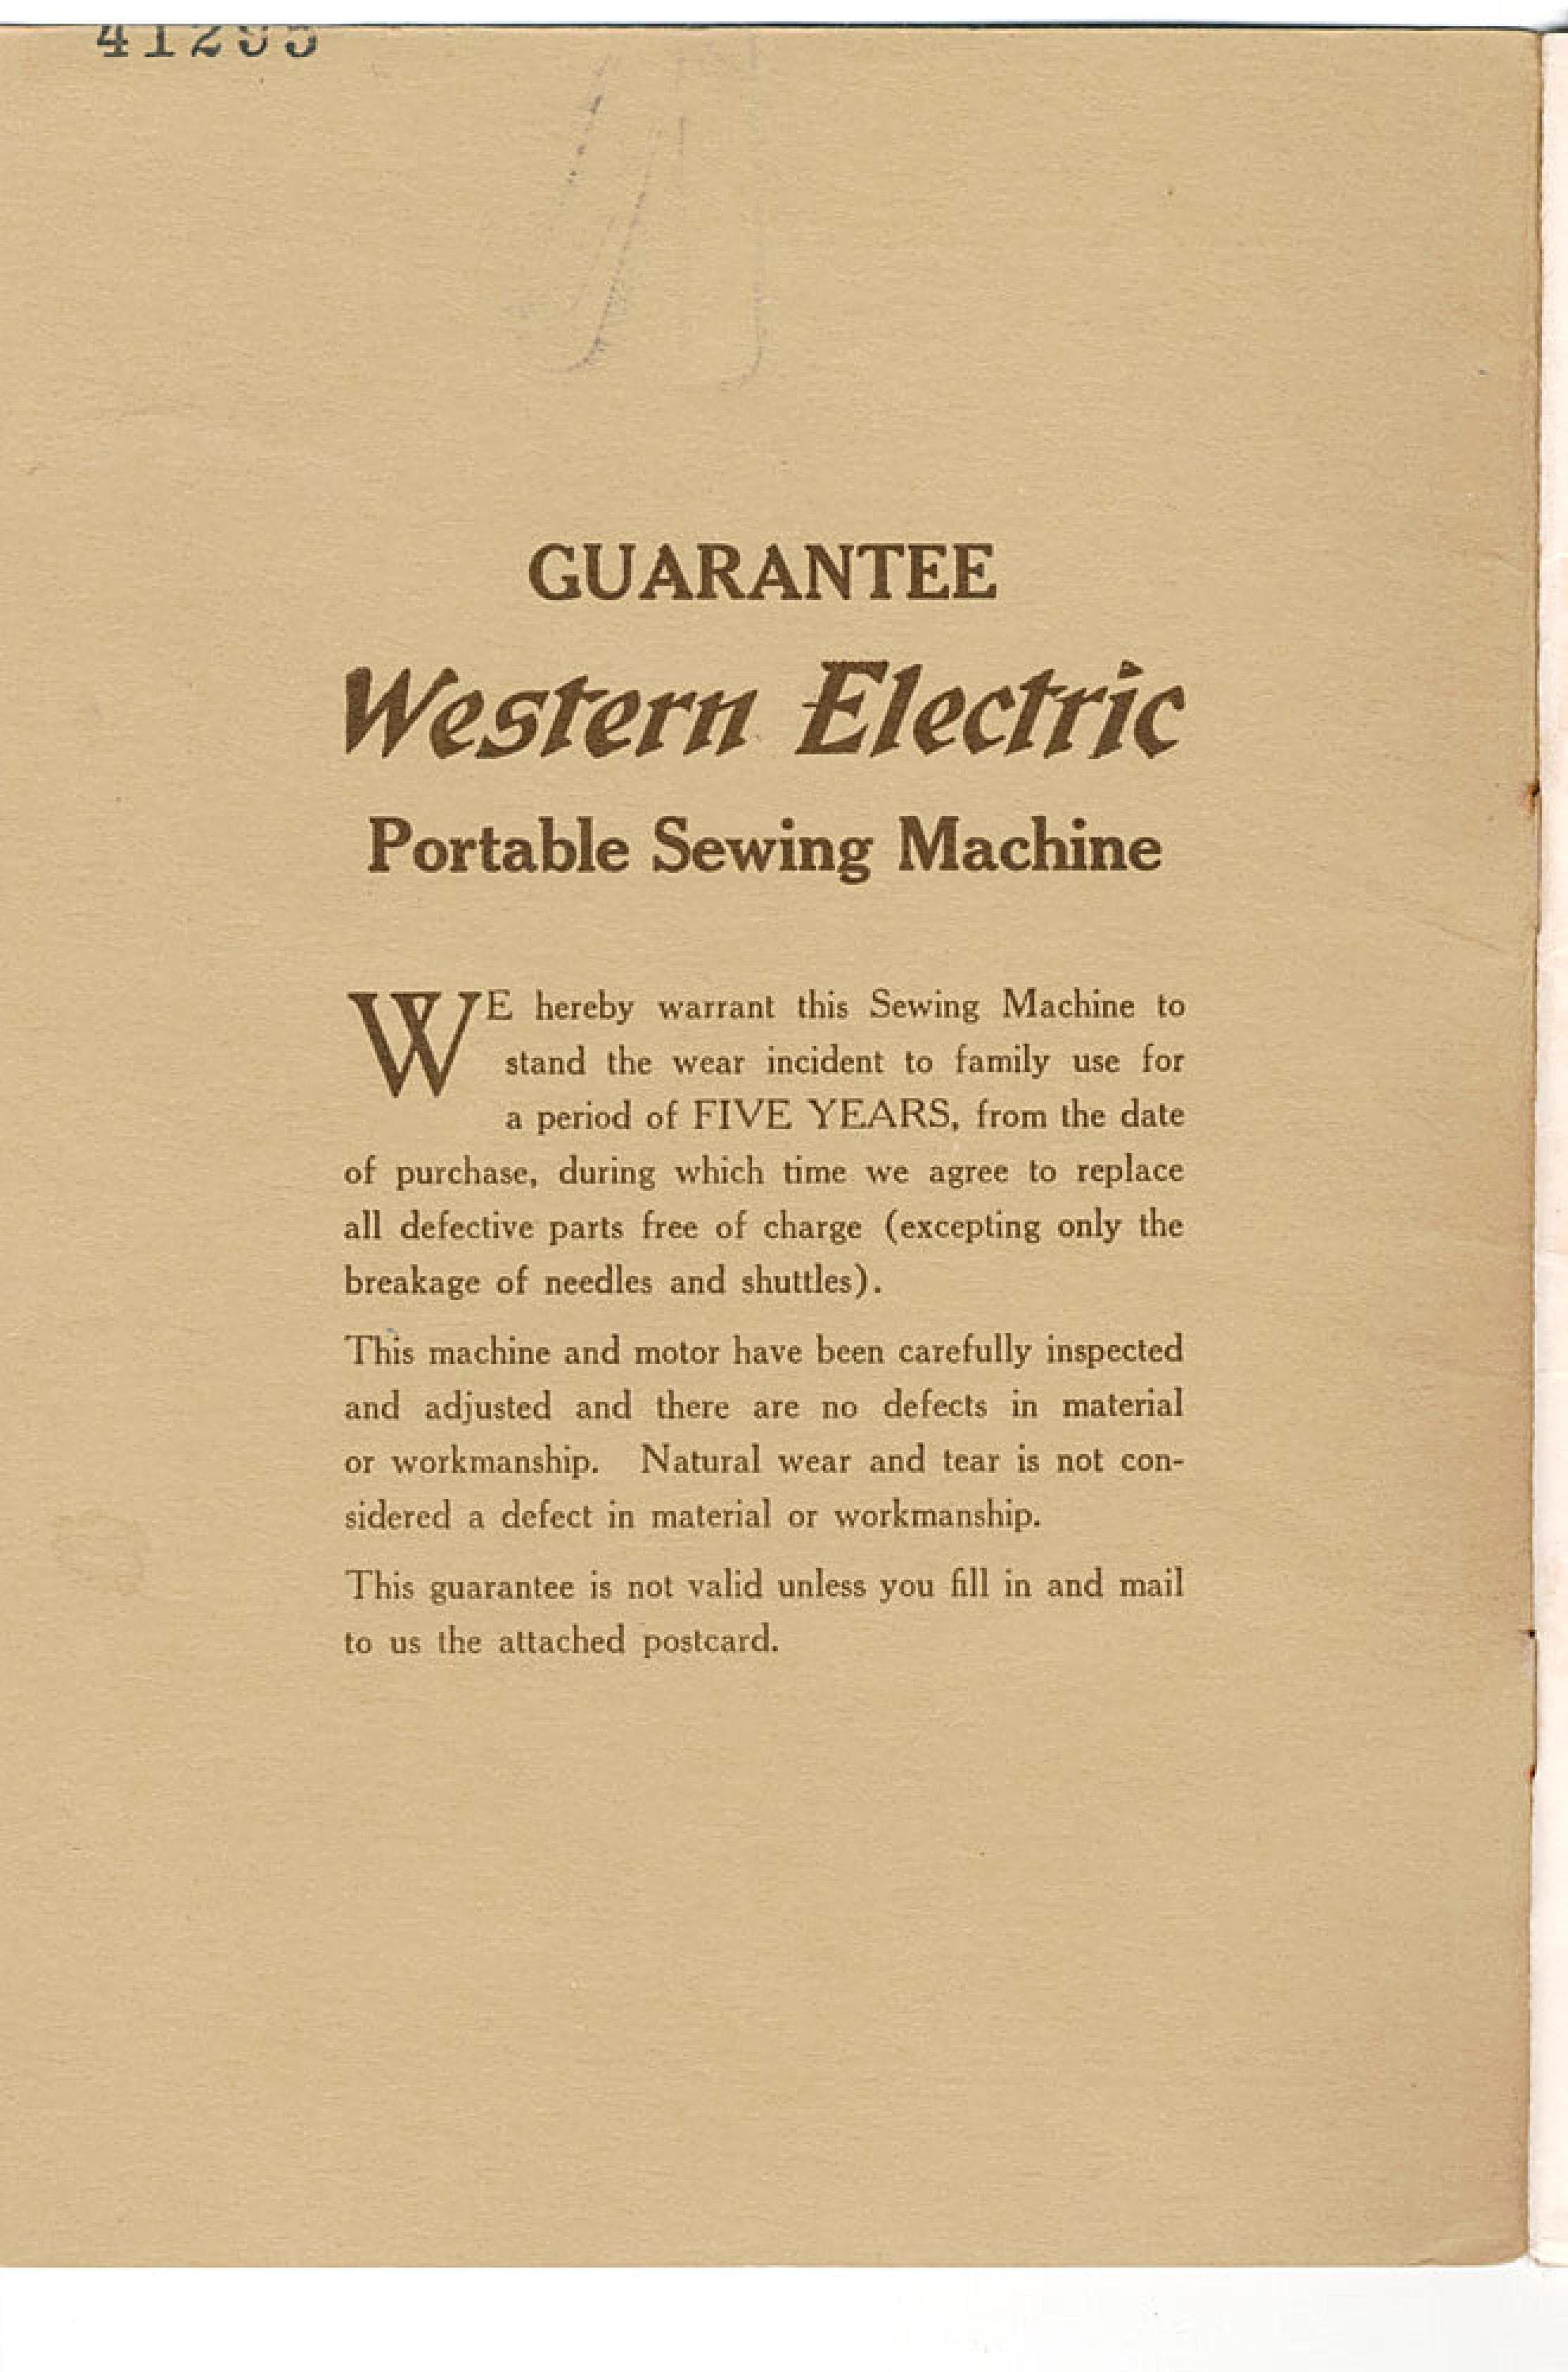 GUARANTEE
Western Electric
Portable Sewing Machine
WE hereby warrant this Sewing Machine to
stand the wear incident to family use for
a period of FIVE YEARS, from the date
of purchase, during which time we agree to replace
all defective parts free of charge (excepting only the
breakage of needles and shuttles).
This machine and motor have been carefully inspected
and adjusted and there are no defects in material
or workmanship. Natural wear and tear is not con-
sidered a defect in material or workmanship.
This guarantee is not valid unless you fill in and mail
to us the attached postcard.